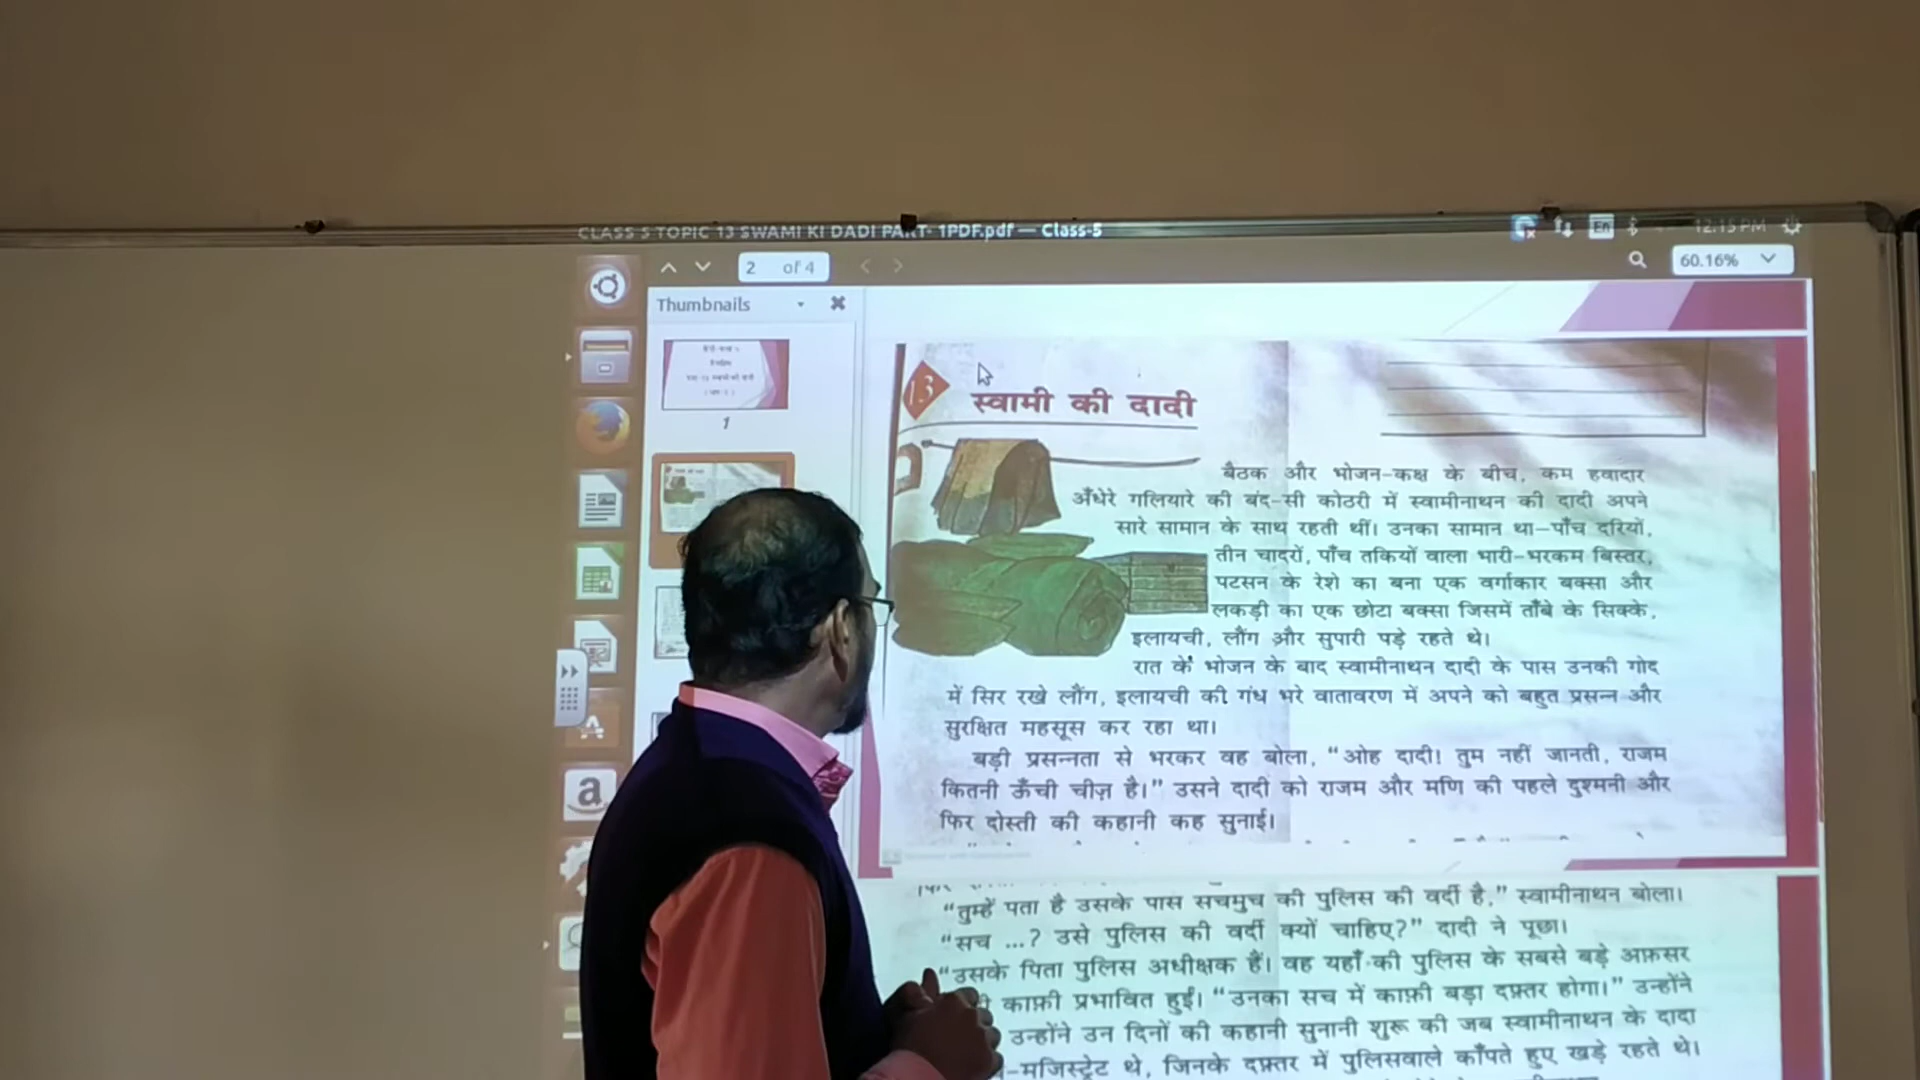 CLASS 5 TOPIC 13 SWAMI KI DADI PART- 1PDF.pdf — Class-5
En
12:15 PM
2 of 4
60.16%
Thumbnails
1
13
स्वामी की दादी
बैठक और भोजन-कक्ष के बीच, कम हवादार
अँधेरे गलियारे की बंद-सी कोठरी में स्वामीनाथन की दादी अपने
सारे सामान के साथ रहती थीं। उनका सामान था—पाँच दरियों,
तीन चादरों, पाँच तकियों वाला भारी-भरकम बिस्तर,
पटसन के रेशे का बना एक वर्गाकार बक्सा और
लकड़ी का एक छोटा बक्सा जिसमें ताँबे के सिक्के,
इलायची, लौंग और सुपारी पड़े रहते थे।
रात के भोजन के बाद स्वामीनाथन दादी के पास उनकी गोद
में सिर रखे लौंग, इलायची की गंध भरे वातावरण में अपने को बहुत प्रसन्न और
सुरक्षित महसूस कर रहा था।
बड़ी प्रसन्नता से भरकर वह बोला, “ओह दादी! तुम नहीं जानती, राजम
कितनी ऊँची चीज़ है।” उसने दादी को राजम और मणि की पहले दुश्मनी और
फिर दोस्ती की कहानी कह सुनाई।
“तुम्हें पता है उसके पास सचमुच की पुलिस की वर्दी है,” स्वामीनाथन बोला।
“सच ...? उसे पुलिस की वर्दी क्यों चाहिए?” दादी ने पूछा।
“उसके पिता पुलिस अधीक्षक हैं। वह यहाँ की पुलिस के सबसे बड़े अफ़सर
काफ़ी प्रभावित हुईं। “उनका सच में काफ़ी बड़ा दफ़्तर होगा।” उन्होंने
उन्होंने उन दिनों की कहानी सुनानी शुरू की जब स्वामीनाथन के दादा
-मजिस्ट्रेट थे, जिनके दफ़्तर में पुलिसवाले काँपते हुए खड़े रहते थे।